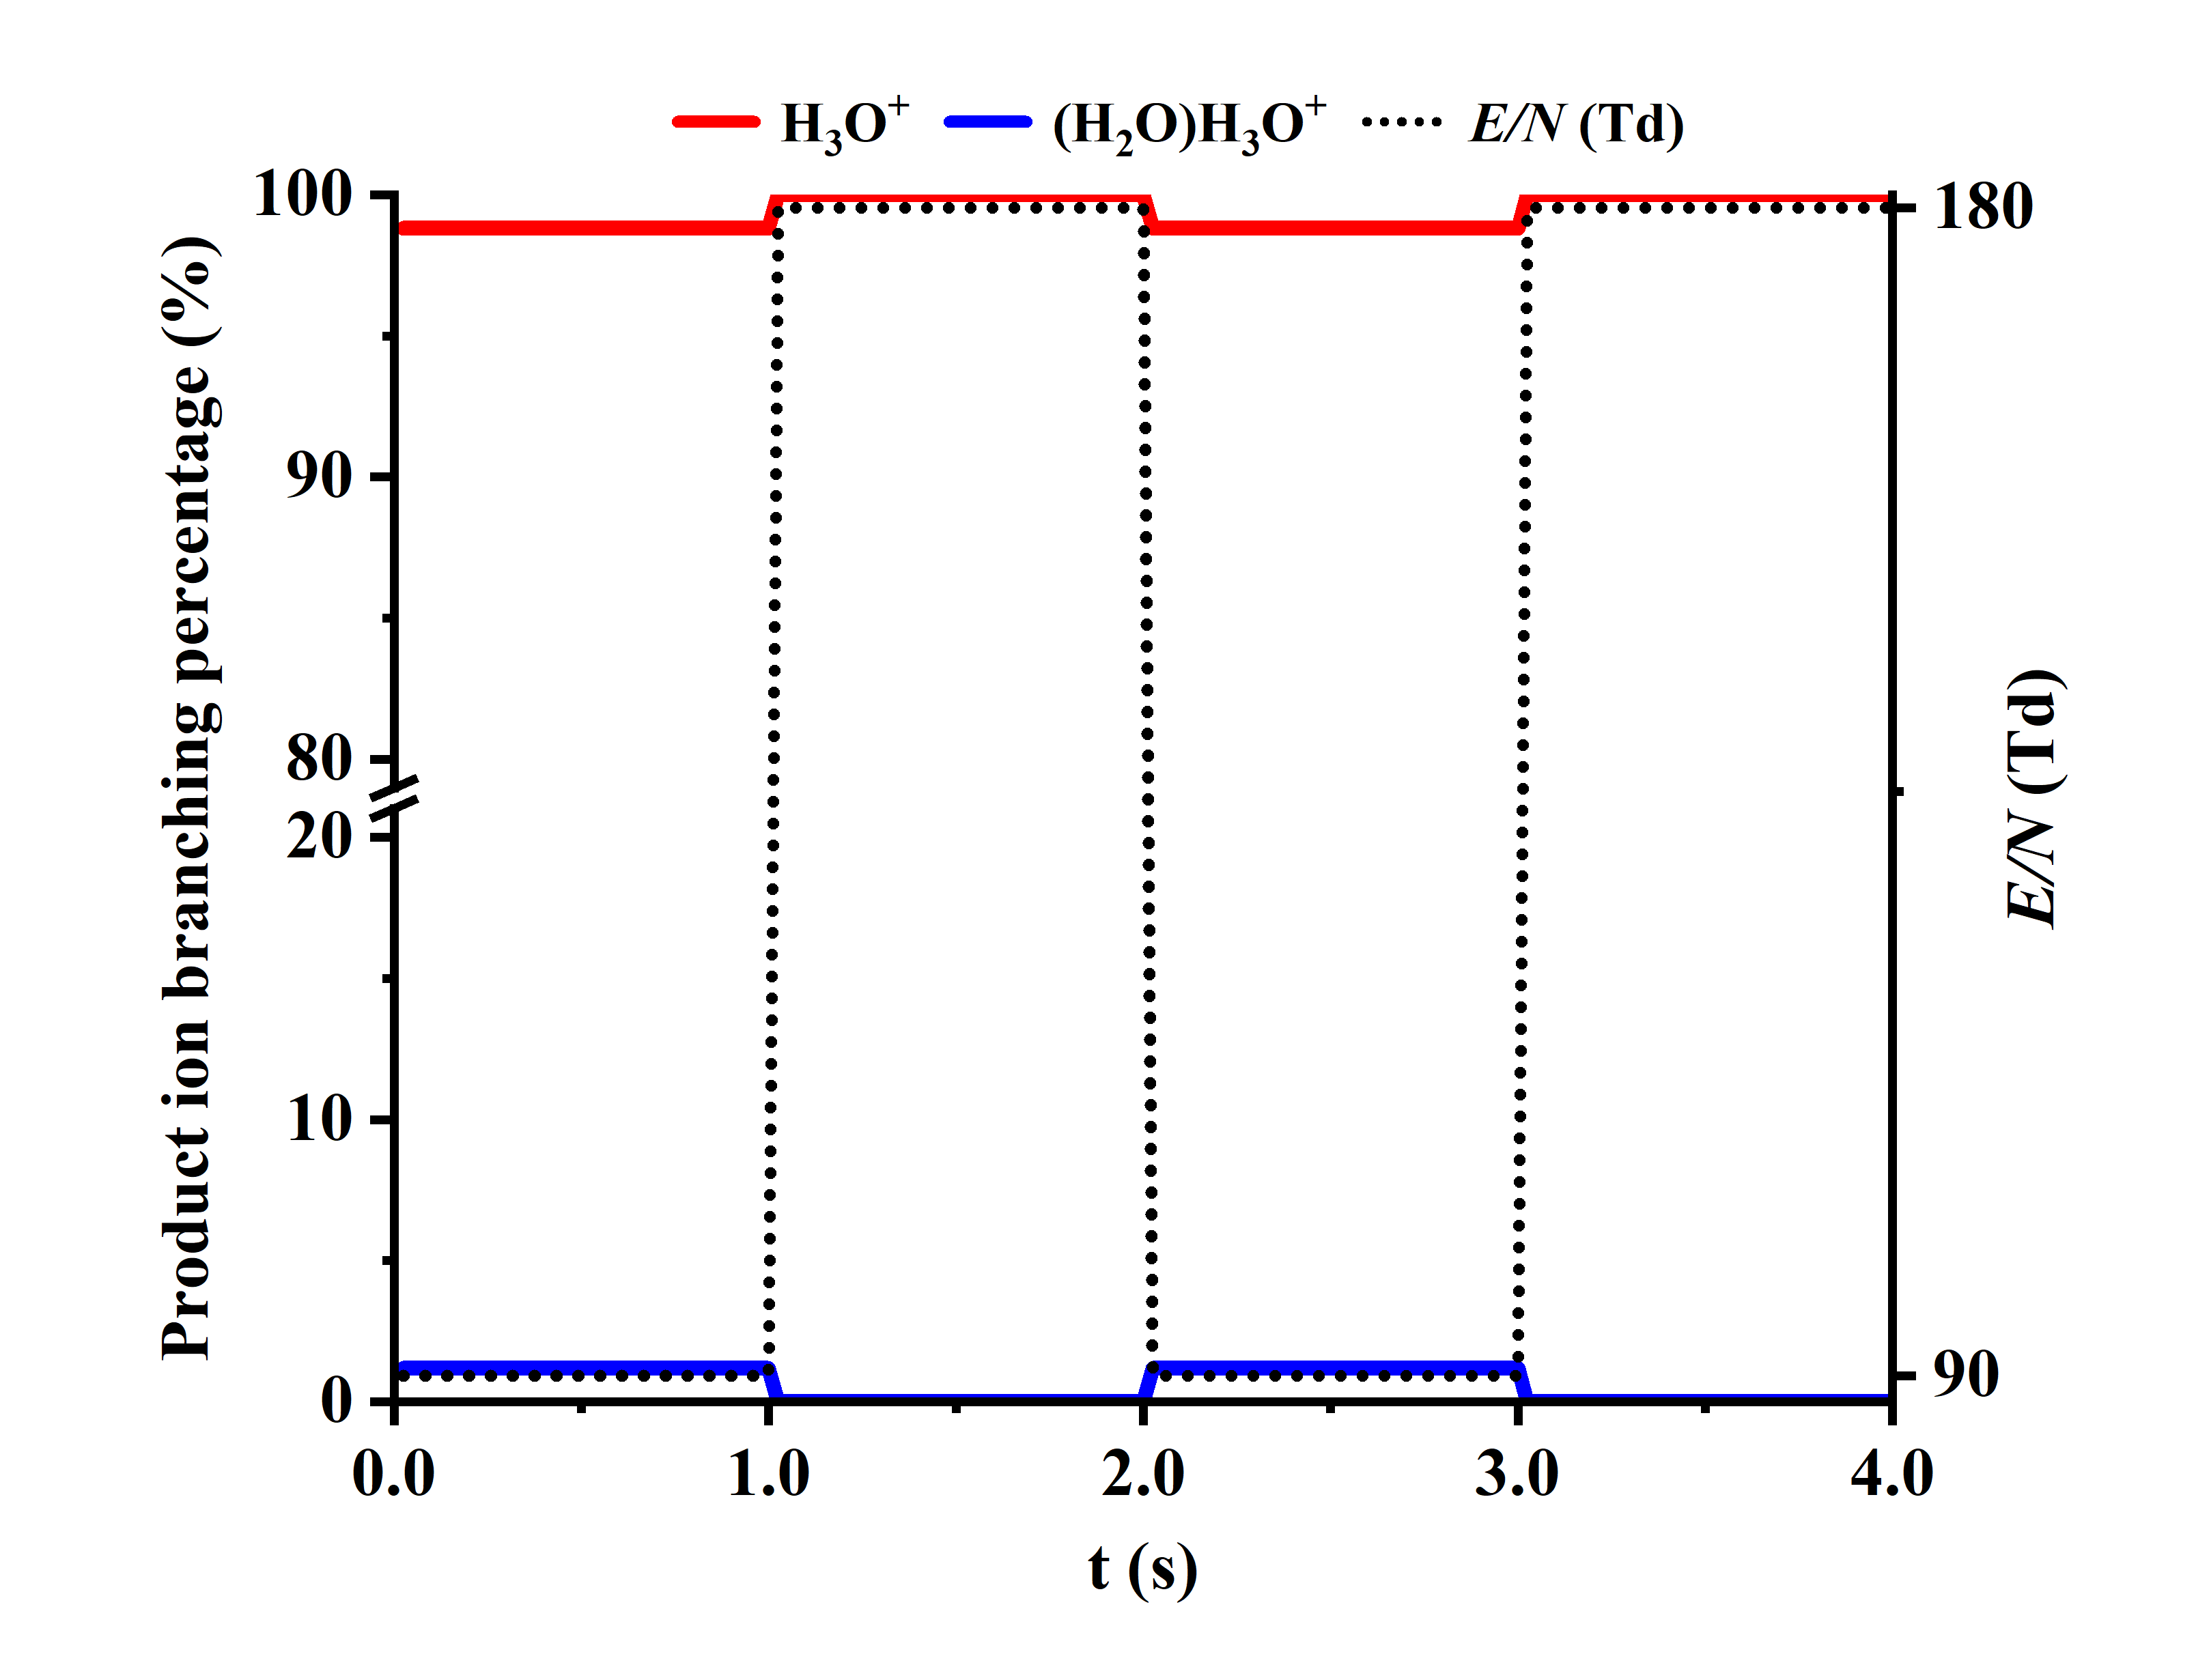 H₃O⁺ (H₂O)H₃O⁺ E/N (Td)
Product ion branching percentage (%)
100
90
80
20
10
0
180
90
E/N (Td)
0.0 1.0 2.0 3.0 4.0
t (s)